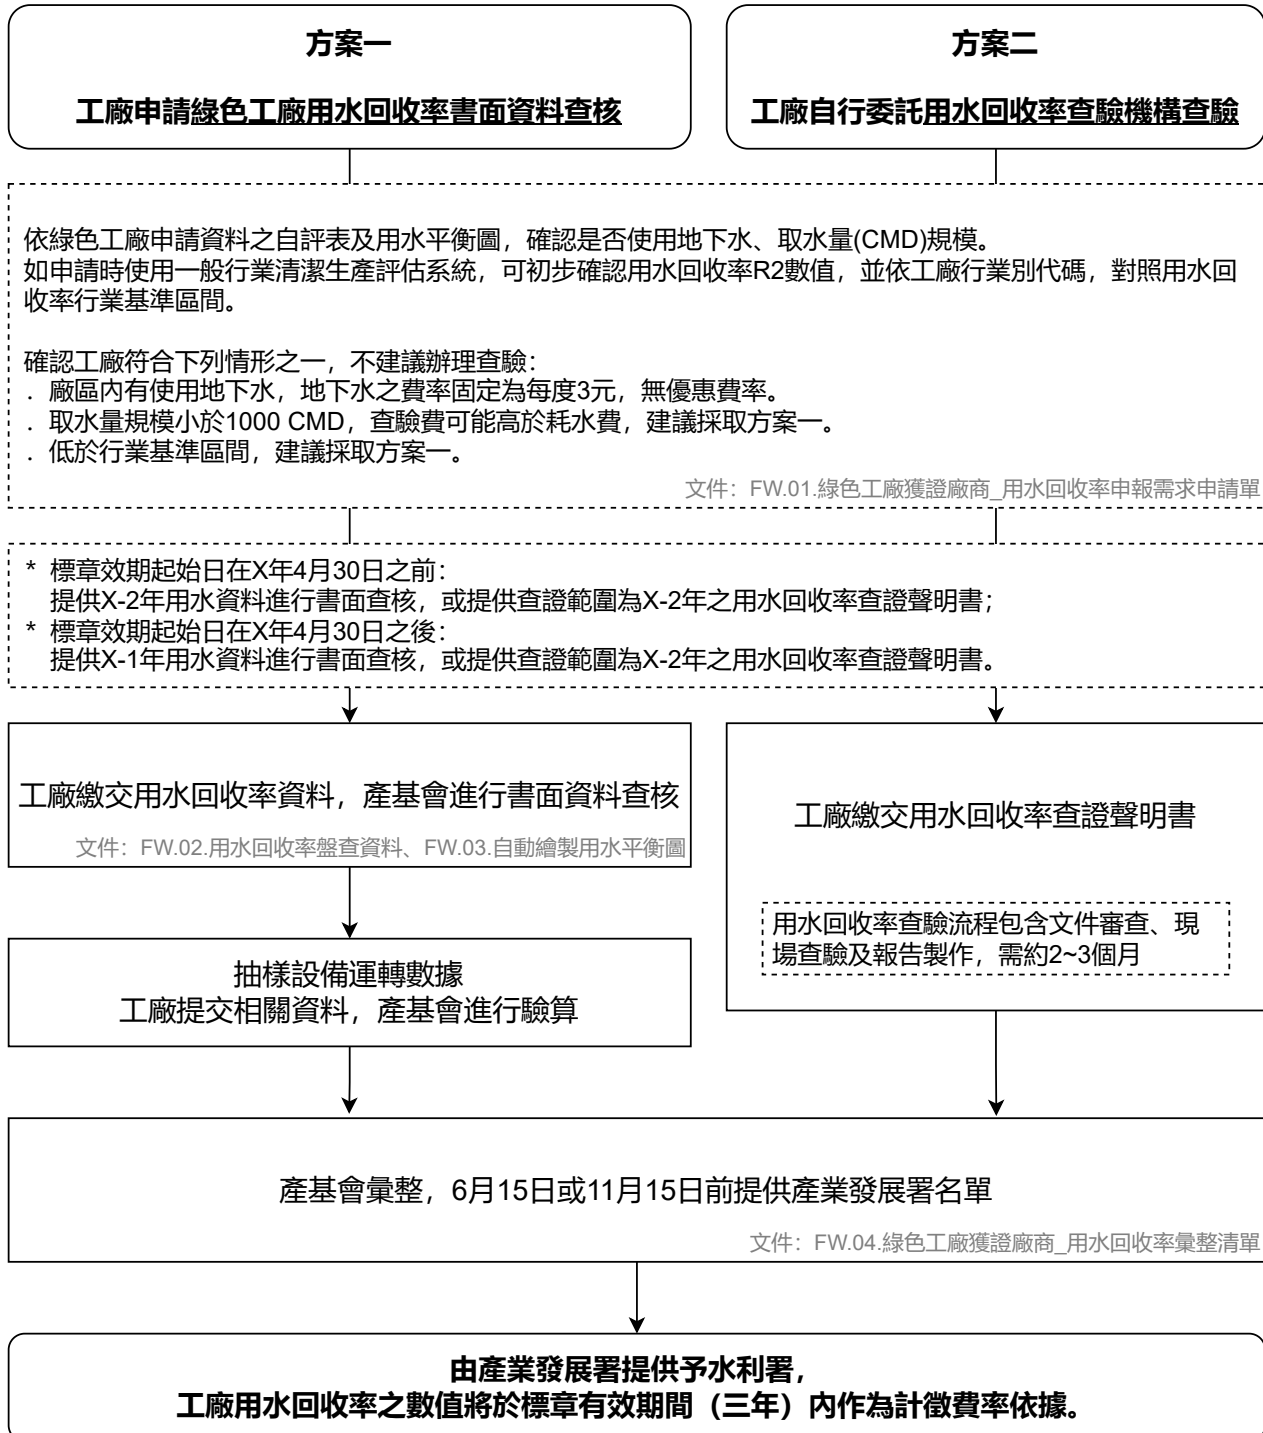 方案一
工廠申請綠色工廠用水回收率書面資料查核
方案二
工廠自行委託用水回收率查驗機構查驗
依綠色工廠申請資料之自評表及用水平衡圖，確認是否使用地下水、取水量(CMD)規模。
如申請時使用一般行業清潔生產評估系統，可初步確認用水回收率R2數值，並依工廠行業別代碼，對照用水回
收率行業基準區間。
確認工廠符合下列情形之一，不建議辦理查驗：
．廠區內有使用地下水，地下水之費率固定為每度3元，無優惠費率。
．取水量規模小於1000 CMD，查驗費可能高於耗水費，建議採取方案一。
．低於行業基準區間，建議採取方案一。
文件：FW.01.綠色工廠獲證廠商_用水回收率申報需求申請單
* 標章效期起始日在X年4月30日之前：
提供X-2年用水資料進行書面查核，或提供查證範圍為X-2年之用水回收率查證聲明書；
* 標章效期起始日在X年4月30日之後：
提供X-1年用水資料進行書面查核，或提供查證範圍為X-2年之用水回收率查證聲明書。
工廠繳交用水回收率資料，產基會進行書面資料查核
文件：FW.02.用水回收率盤查資料、FW.03.自動繪製用水平衡圖
抽樣設備運轉數據
工廠提交相關資料，產基會進行驗算
工廠繳交用水回收率查證聲明書
用水回收率查驗流程包含文件審查、現
場查驗及報告製作，需約2~3個月
產基會彙整，6月15日或11月15日前提供產業發展署名單
文件：FW.04.綠色工廠獲證廠商_用水回收率彙整清單
由產業發展署提供予水利署，
工廠用水回收率之數值將於標章有效期間（三年）內作為計徵費率依據。